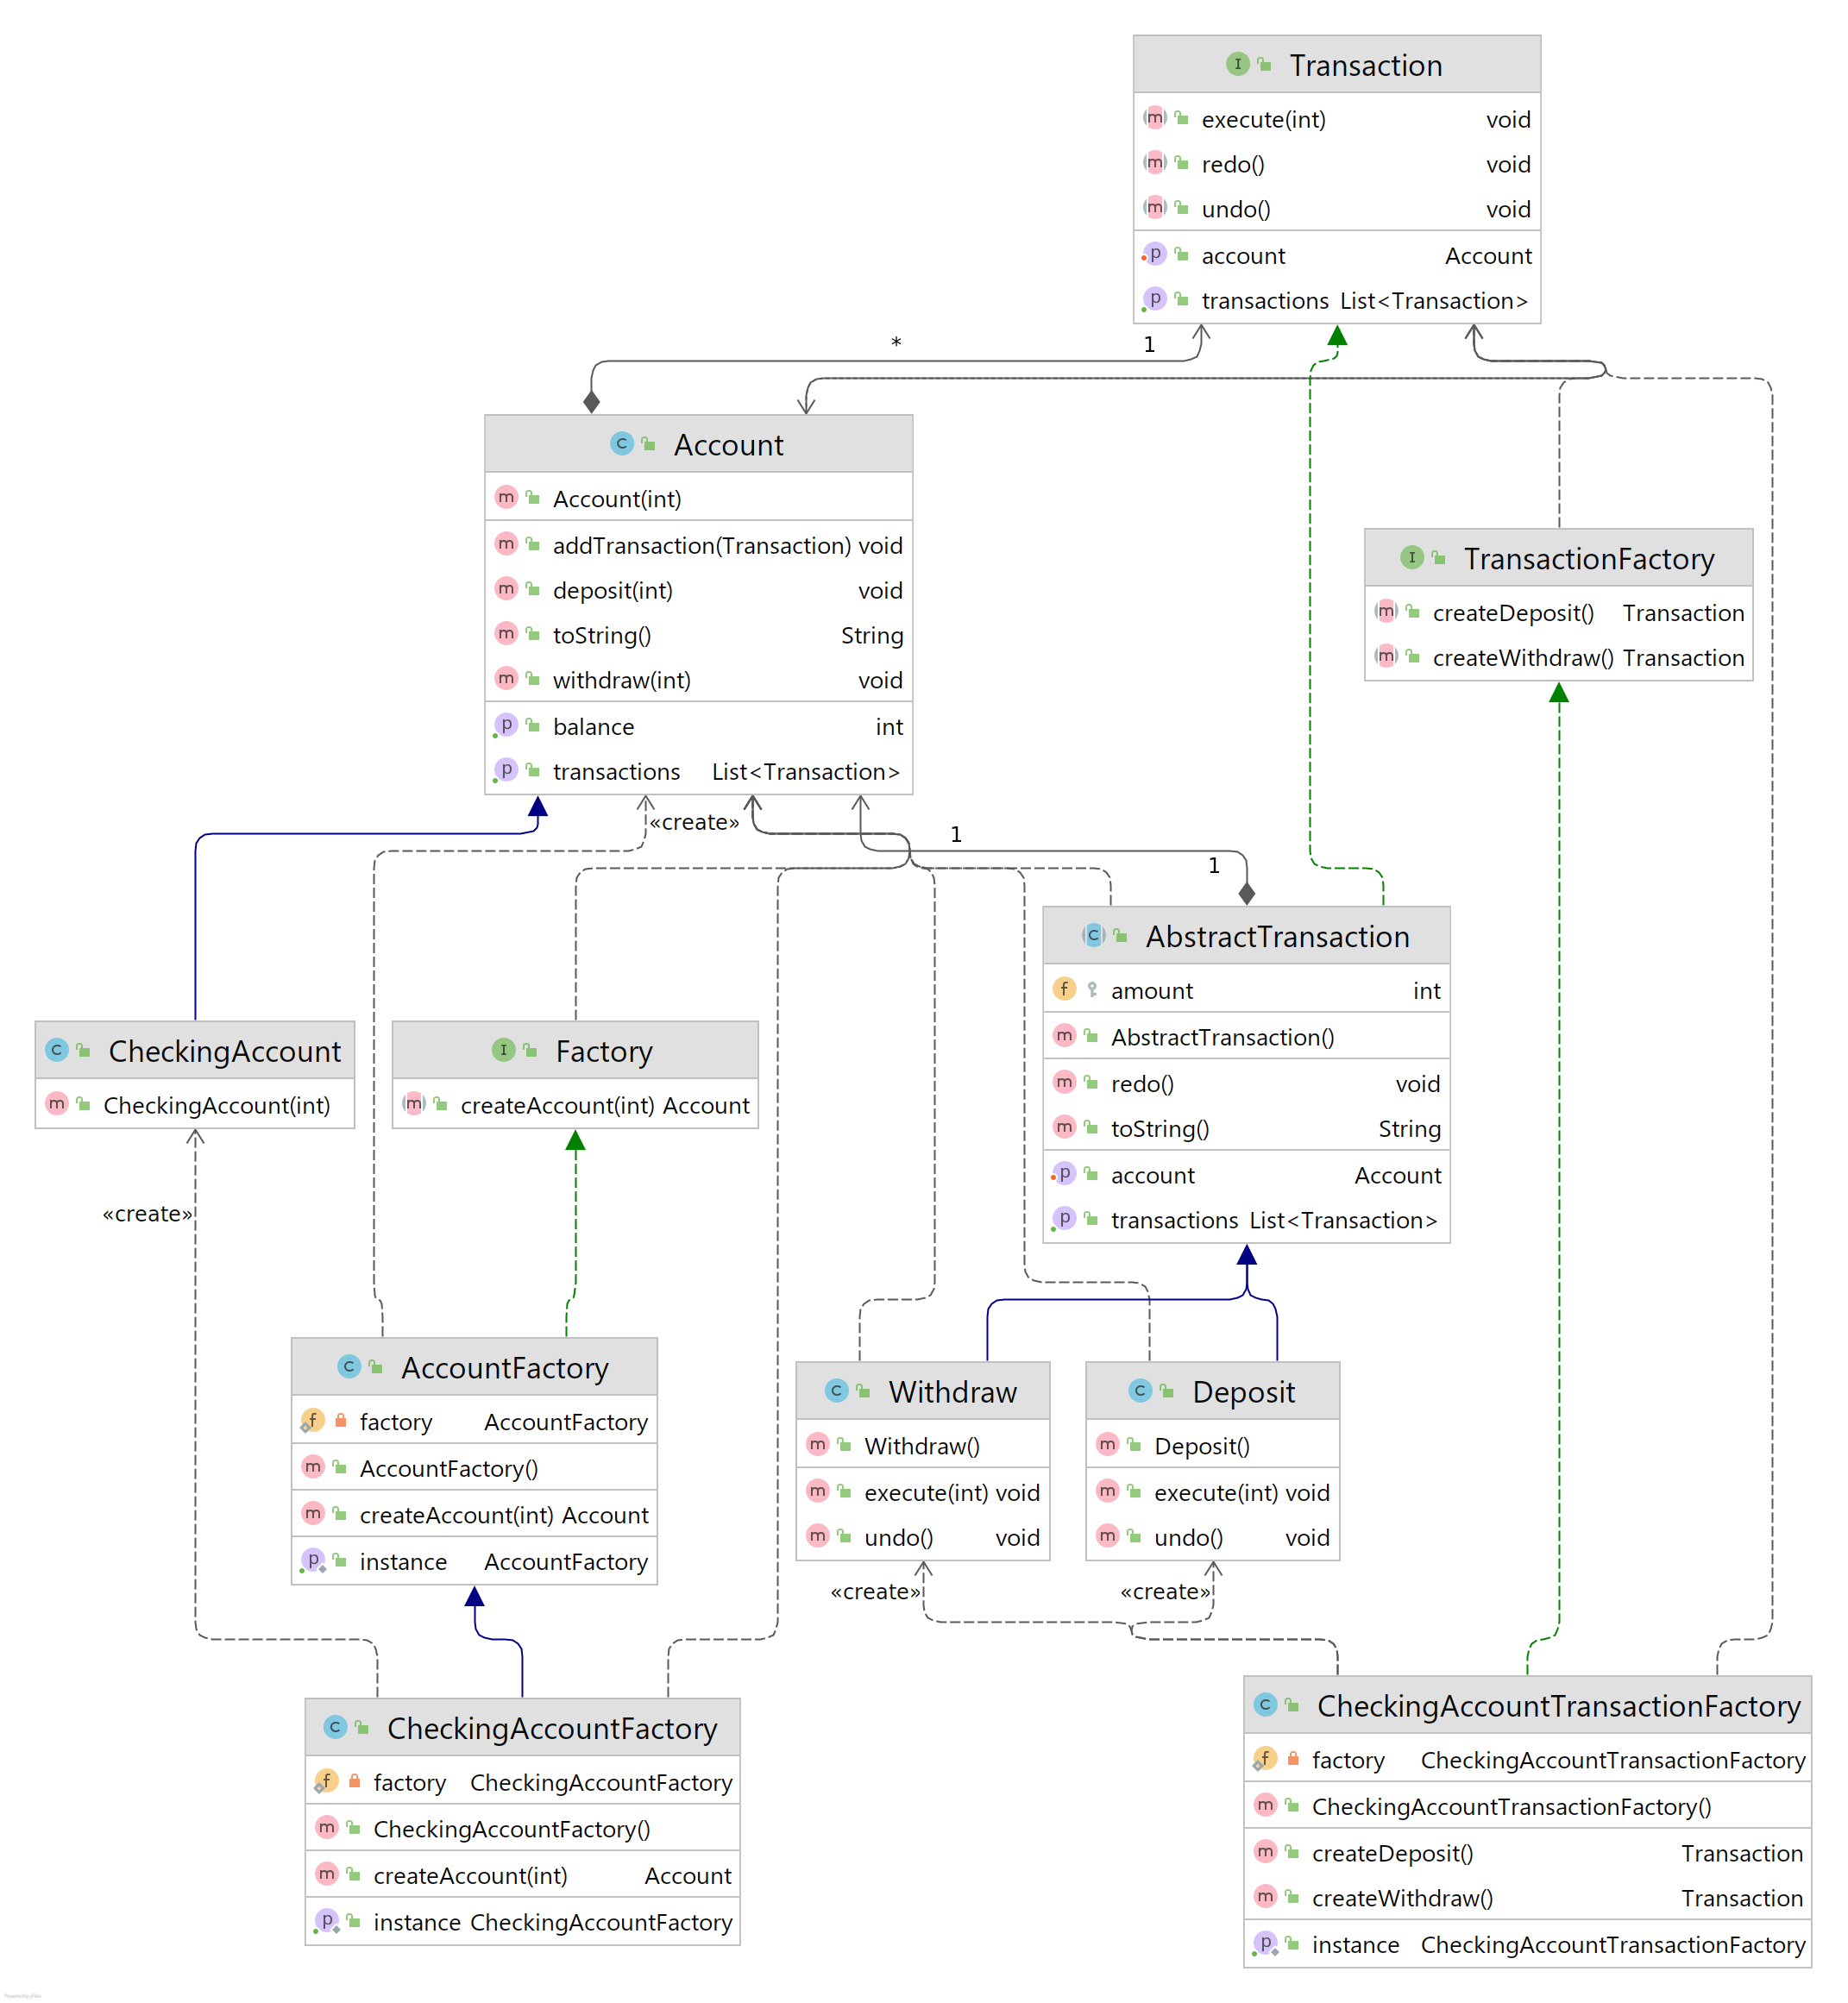 Transaction
execute(int) void
redo() void
undo() void
account Account
transactions List<Transaction>
* 1
Account
Account(int)
addTransaction(Transaction) void
deposit(int) void
toString() String
withdraw(int) void
balance int
transactions List<Transaction>
TransactionFactory
createDeposit() Transaction
createWithdraw() Transaction
«create»
1
1
AbstractTransaction
amount int
AbstractTransaction()
redo() void
toString() String
account Account
transactions List<Transaction>
CheckingAccount
CheckingAccount(int)
Factory
createAccount(int) Account
«create»
AccountFactory
factory AccountFactory
AccountFactory()
createAccount(int) Account
instance AccountFactory
Withdraw
Withdraw()
execute(int) void
undo() void
Deposit
Deposit()
execute(int) void
undo() void
«create»
«create»
CheckingAccountFactory
factory CheckingAccountFactory
CheckingAccountFactory()
createAccount(int) Account
instance CheckingAccountFactory
CheckingAccountTransactionFactory
factory CheckingAccountTransactionFactory
CheckingAccountTransactionFactory()
createDeposit() Transaction
createWithdraw() Transaction
instance CheckingAccountTransactionFactory
Powered by yFiles